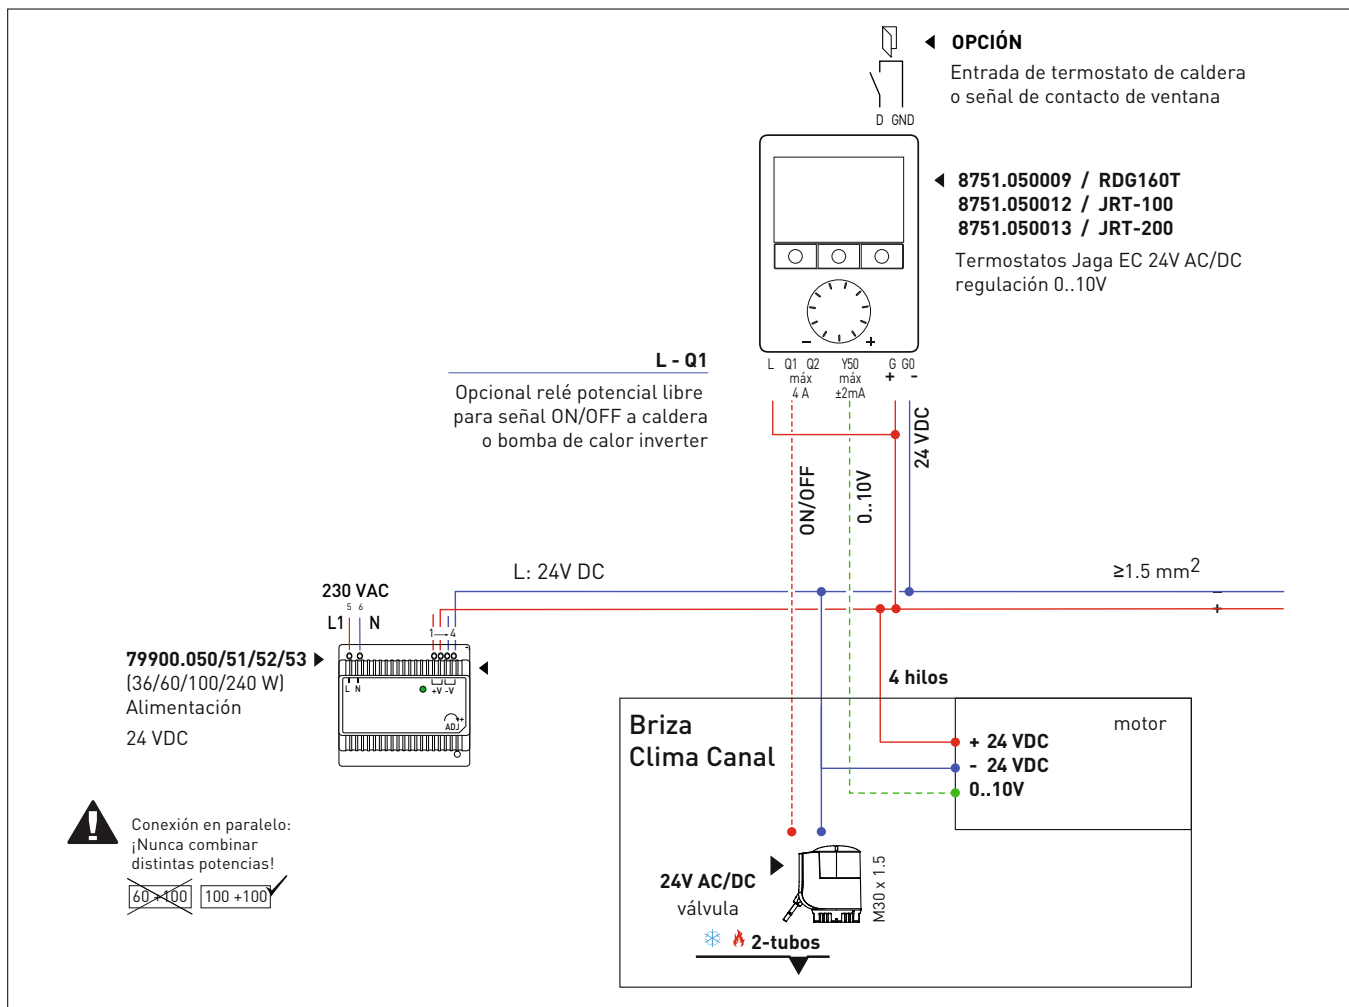 OPCIÓN
Entrada de termostato de caldera
o señal de contacto de ventana
D GND
8751.050009 / RDG160T
8751.050012 / JRT-100
8751.050013 / JRT-200
Termostatos Jaga EC 24V AC/DC
regulación 0..10V
- +
L Q1 Q2 Y50 G G0
máx máx + -
4 A ±2mA
L - Q1
Opcional relé potencial libre
para señal ON/OFF a caldera
o bomba de calor inverter
24 VDC
ON/OFF
0..10V
L: 24V DC
≥1.5 mm2
-
+
230 VAC
5 6
L1 N
1 → 4
79900.050/51/52/53
(36/60/100/240 W)
Alimentación
24 VDC
L N
+V -V
+
ADJ
4 hilos
Briza
Clima Canal
motor
+ 24 VDC
- 24 VDC
0..10V
Conexión en paralelo:
¡Nunca combinar
distintas potencias!
60 +100 100 +100
24V AC/DC
válvula
M30 x 1.5
2-tubos